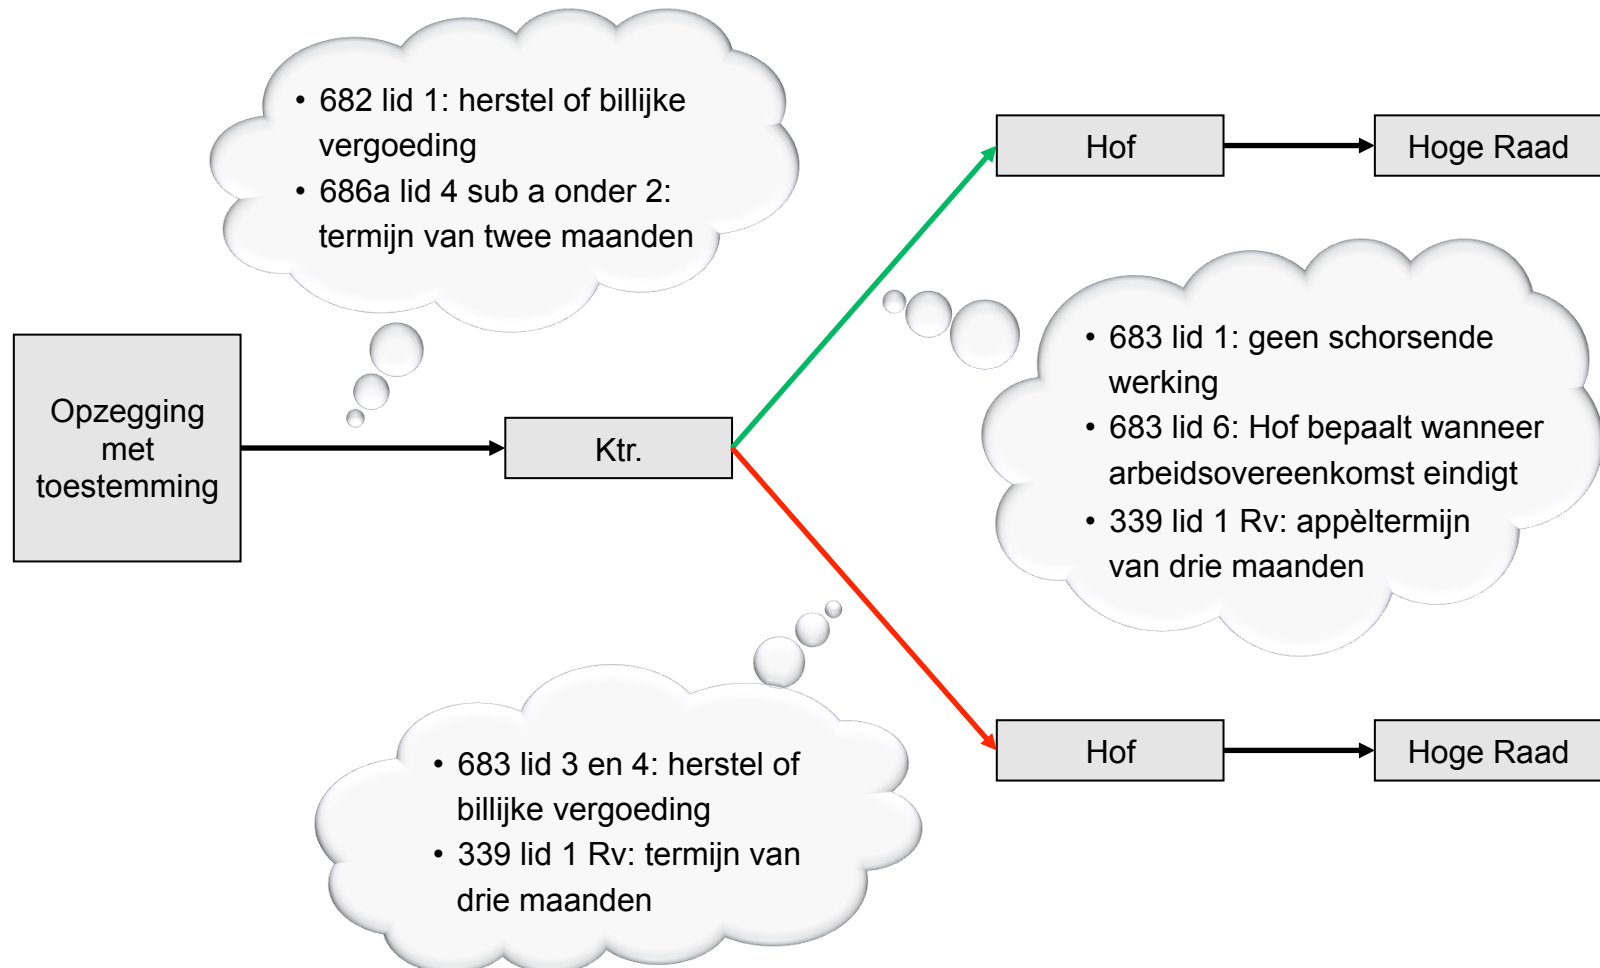 • 682 lid 1: herstel of billijke
vergoeding
• 686a lid 4 sub a onder 2:
termijn van twee maanden
Opzegging
met
toestemming
Ktr.
Hof
Hoge Raad
• 683 lid 1: geen schorsende
werking
• 683 lid 6: Hof bepaalt wanneer
arbeidsovereenkomst eindigt
• 339 lid 1 Rv: appèltermijn
van drie maanden
• 683 lid 3 en 4: herstel of
billijke vergoeding
• 339 lid 1 Rv: termijn van
drie maanden
Hof
Hoge Raad